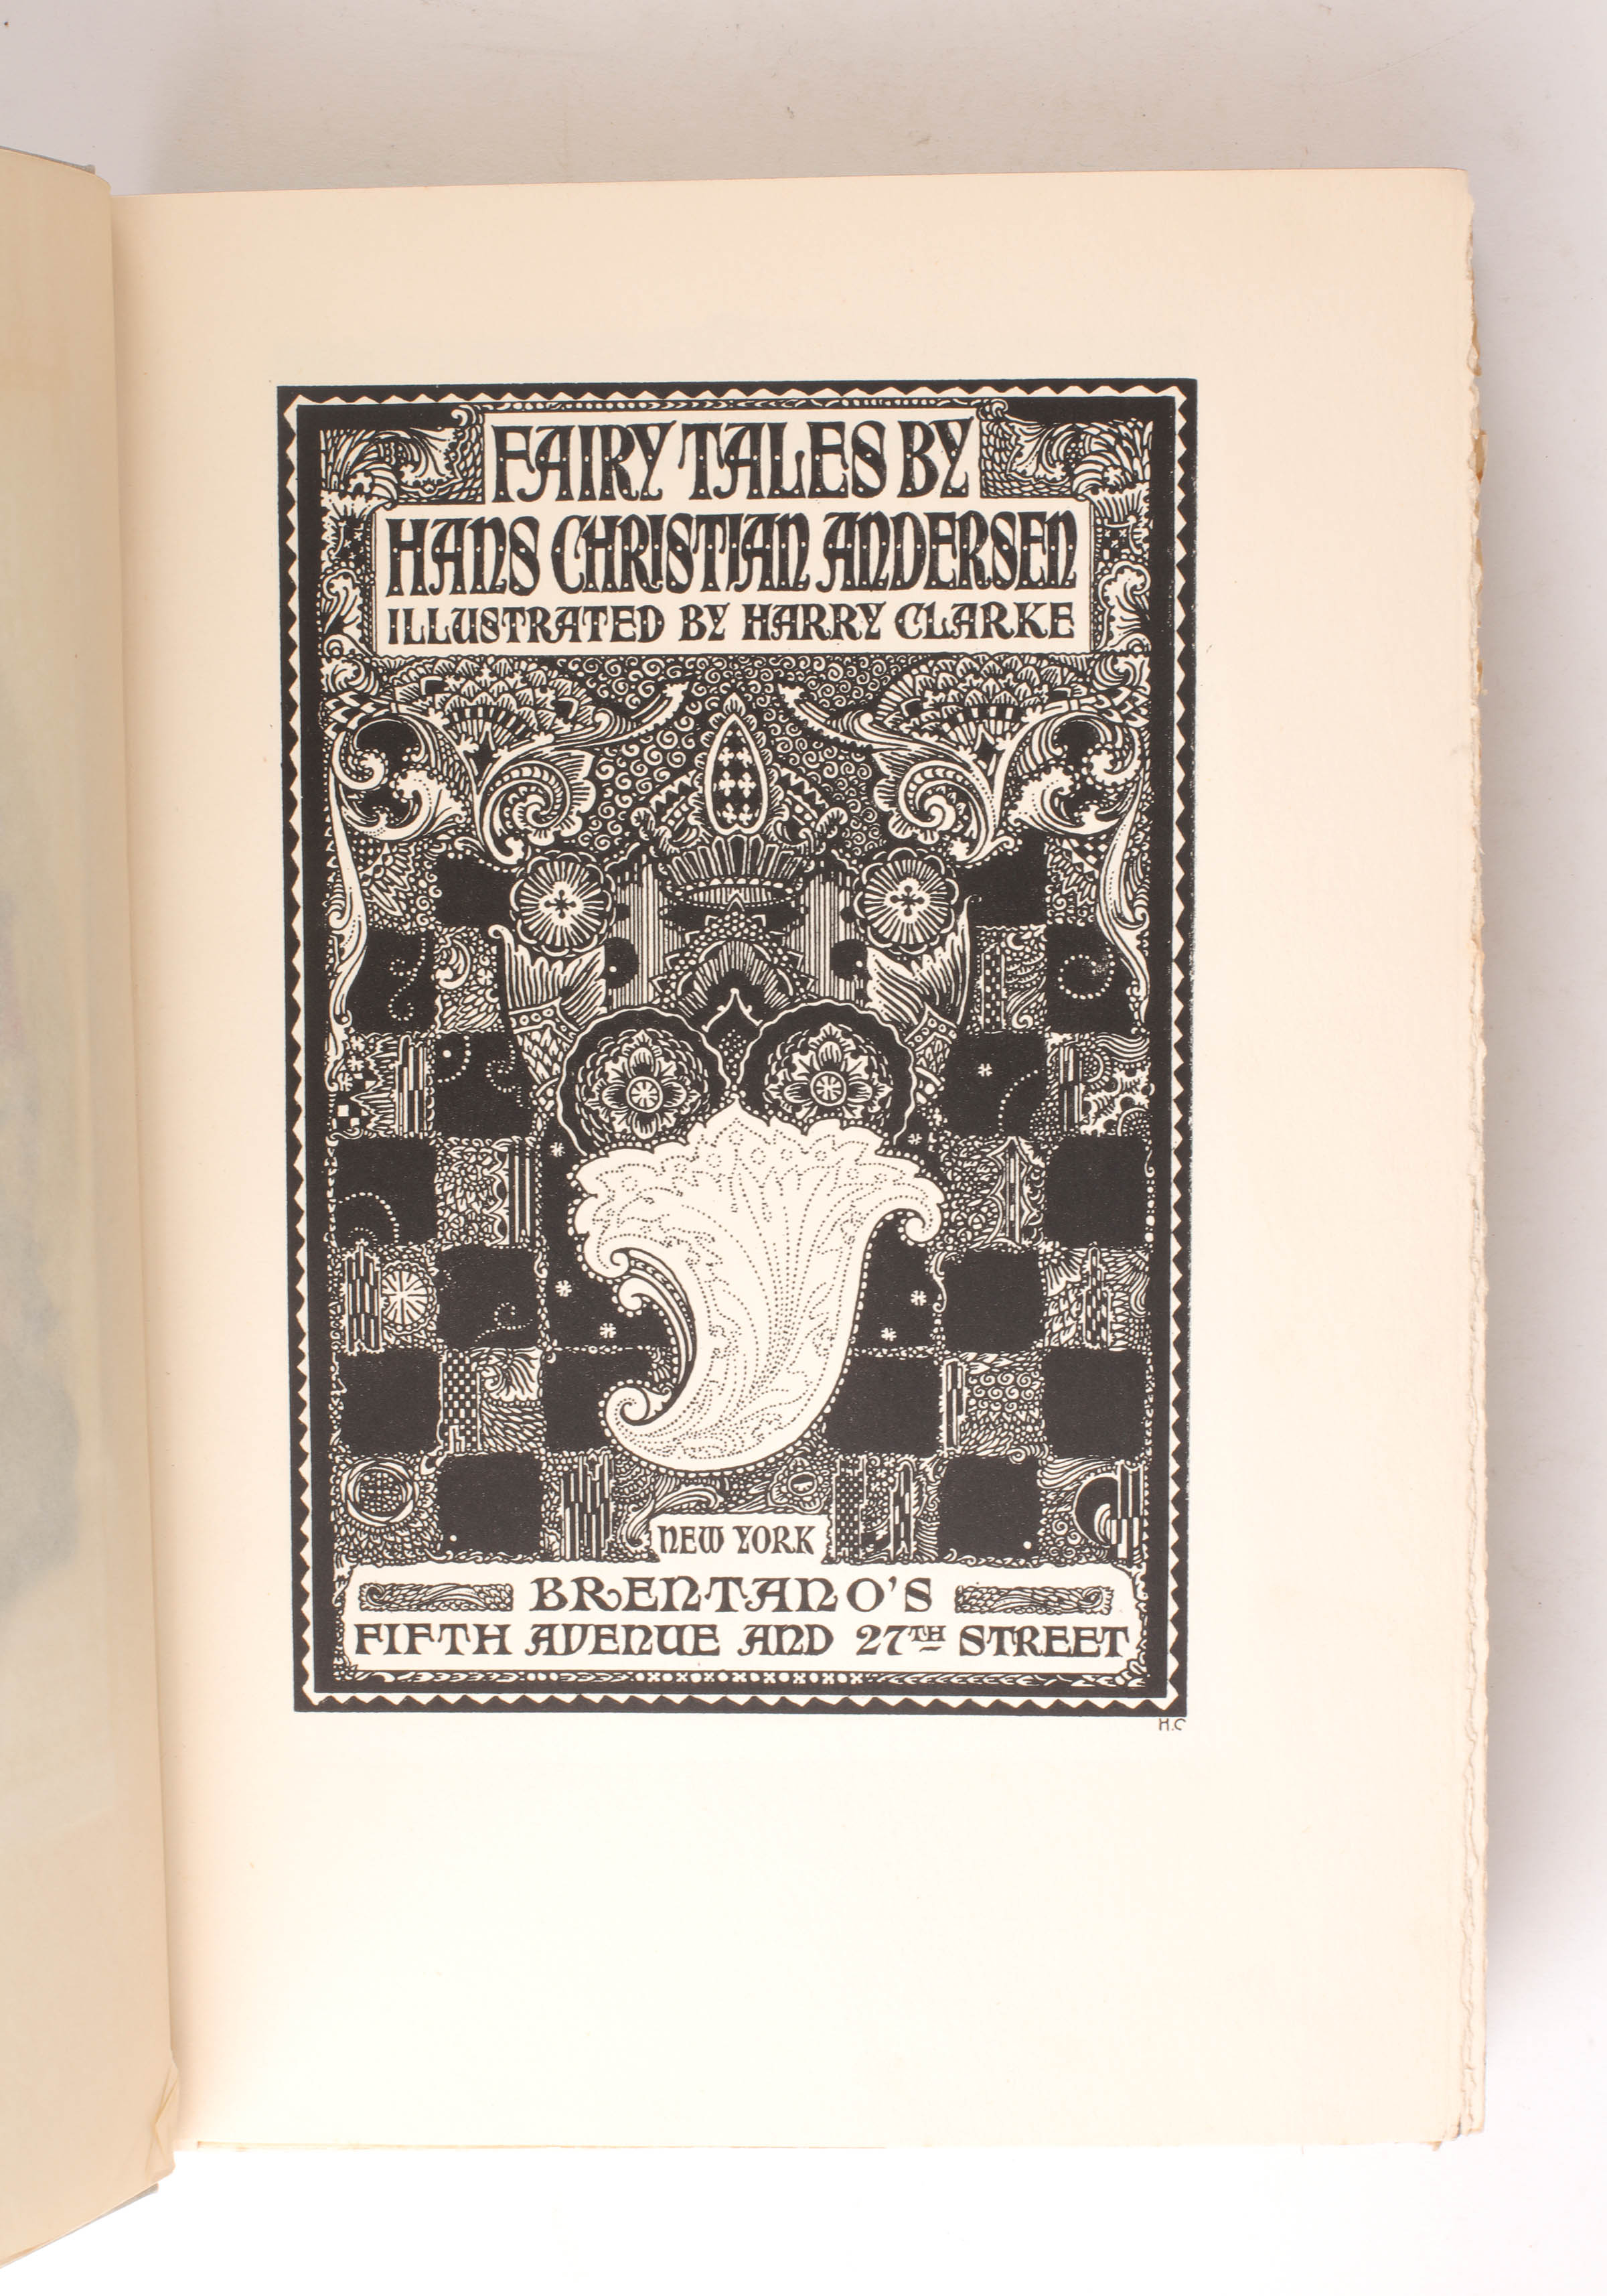 FAIRY TALES BY
HANS CHRISTIAN ANDERSEN
ILLUSTRATED BY HARRY CLARKE
NEW YORK
BRENTANO'S
FIFTH AVENUE AND 27TH STREET
H.C